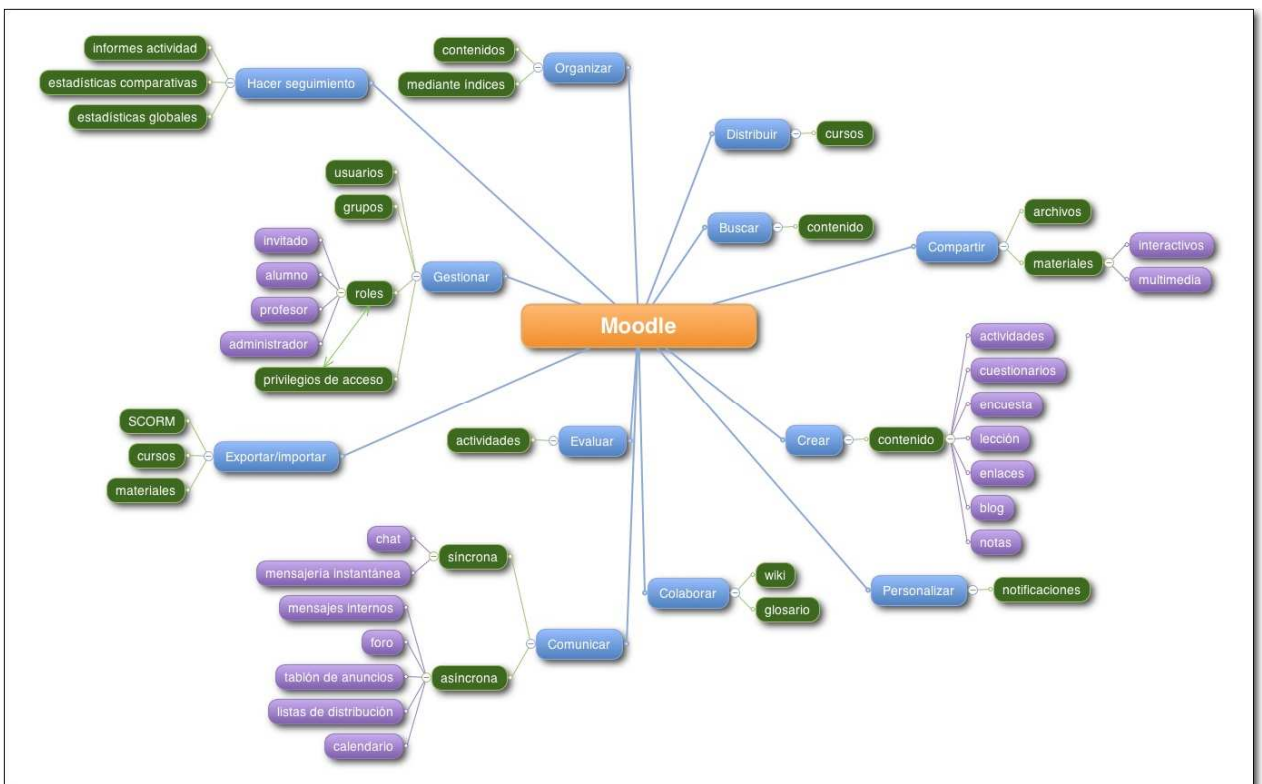 informes actividad
estadísticas comparativas
estadísticas globales
Hacer seguimiento
contenidos
mediante índices
Organizar
Distribuir
cursos
Buscar
contenido
Compartir
archivos
materiales
interactivos
multimedia
usuarios
grupos
invitado
alumno
profesor
administrador
roles
privilegios de acceso
Gestionar
Moodle
SCORM
cursos
materiales
Exportar/importar
actividades
Evaluar
Crear
contenido
actividades
cuestionarios
encuesta
lección
enlaces
blog
notas
chat
mensajería instantánea
síncrona
mensajes internos
foro
tablón de anuncios
listas de distribución
calendario
asíncrona
Comunicar
Colaborar
wiki
glosario
Personalizar
notificaciones